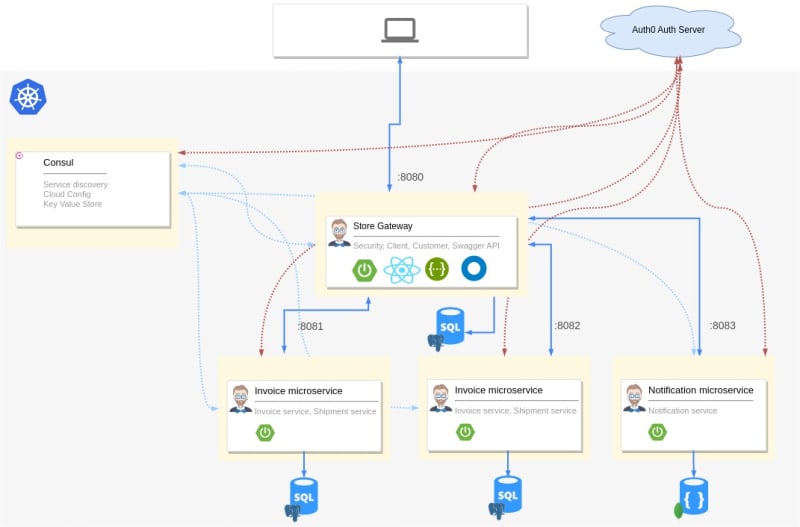 Auth0 Auth Server
:8080
Consul
Service discovery
Cloud Config
Key Value Store
Store Gateway
Security, Client, Customer, Swagger API
{···}
:8081
SQL
:8082
:8083
Invoice microservice
Invoice service, Shipment service
Invoice microservice
Invoice service, Shipment service
Notification microservice
Notification service
SQL
SQL
{ }